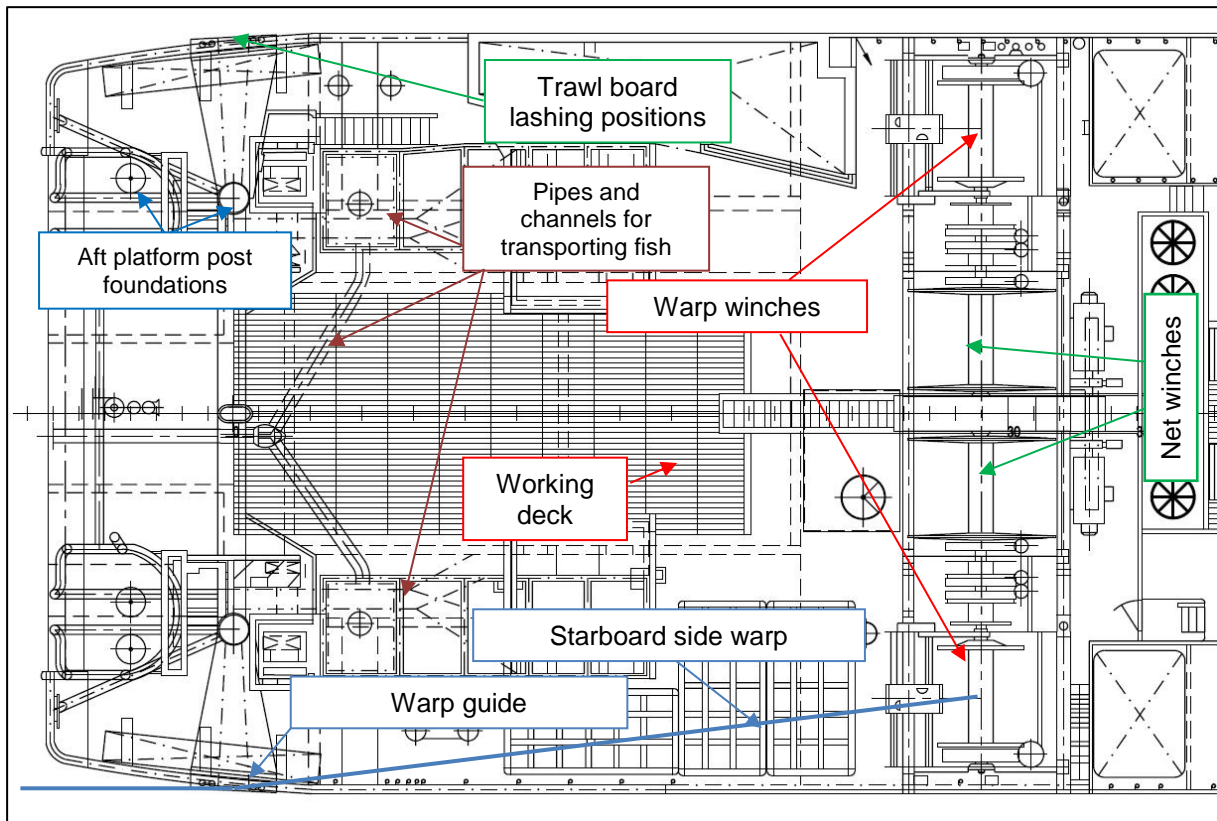 Trawl board
lashing positions
Pipes and
channels for
transporting fish
Aft platform post
foundations
Warp winches
Net winches
Working
deck
30
Starboard side warp
Warp guide